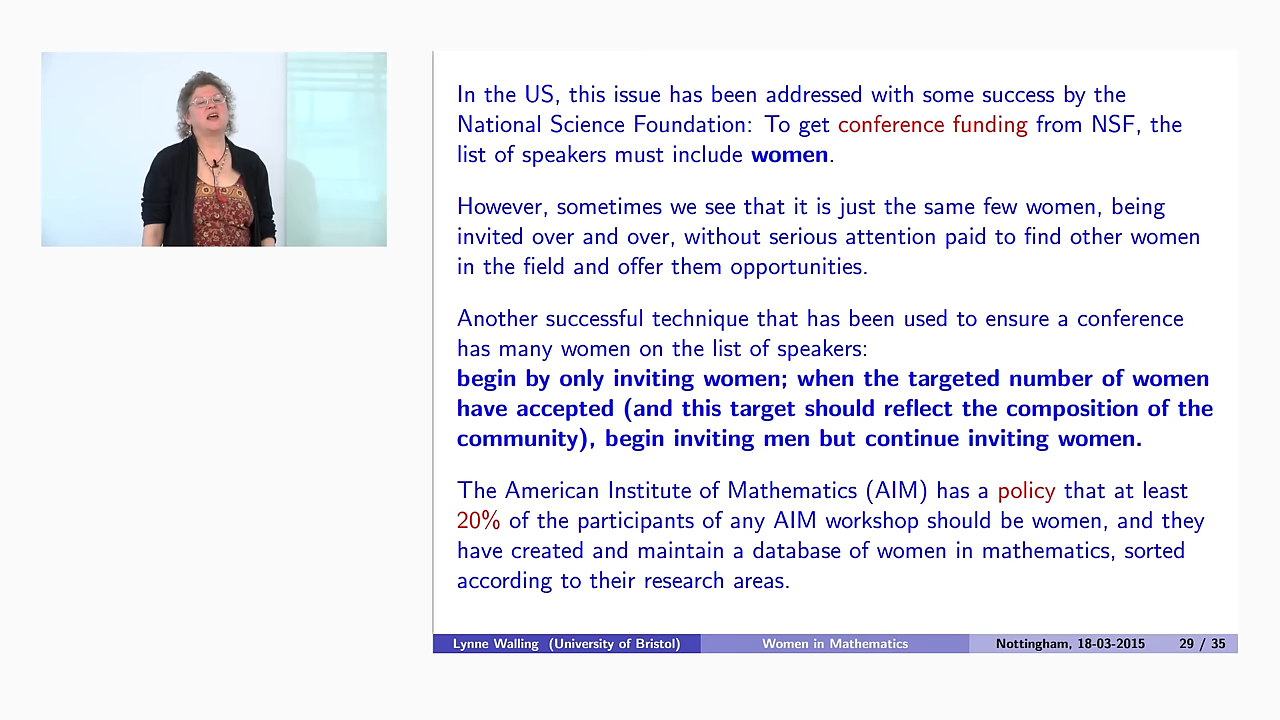 In the US, this issue has been addressed with some success by the
National Science Foundation: To get conference funding from NSF, the
list of speakers must include women.
However, sometimes we see that it is just the same few women, being
invited over and over, without serious attention paid to find other women
in the field and offer them opportunities.
Another successful technique that has been used to ensure a conference
has many women on the list of speakers:
begin by only inviting women; when the targeted number of women
have accepted (and this target should reflect the composition of the
community), begin inviting men but continue inviting women.
The American Institute of Mathematics (AIM) has a policy that at least
20% of the participants of any AIM workshop should be women, and they
have created and maintain a database of women in mathematics, sorted
according to their research areas.
Lynne Walling (University of Bristol) Women in Mathematics Nottingham, 18-03-2015 29 / 35